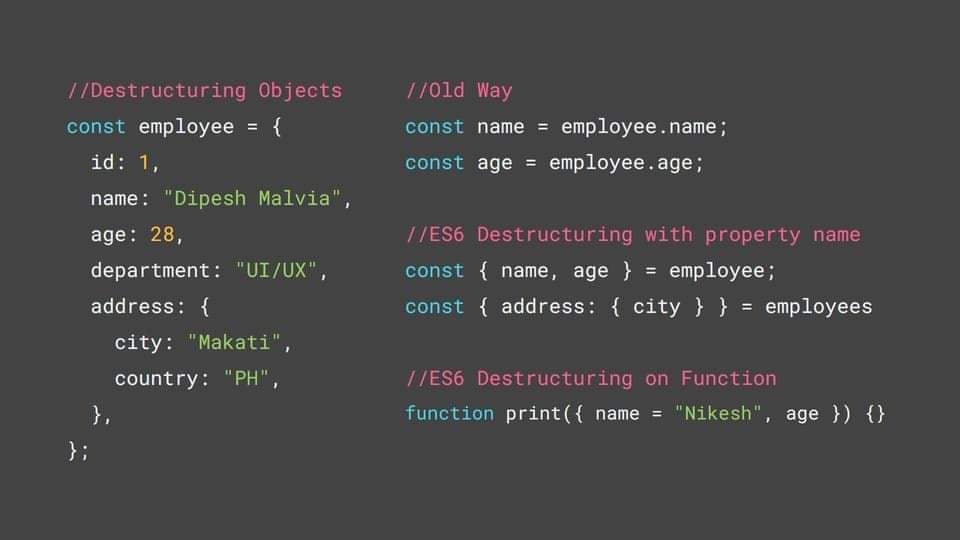 //Destructuring Objects
const employee = {
  id: 1,
  name: "Dipesh Malvia",
  age: 28,
  department: "UI/UX",
  address: {
    city: "Makati",
    country: "PH",
  },
};
//Old Way
const name = employee.name;
const age = employee.age;
//ES6 Destructuring with property name
const { name, age } = employee;
const { address: { city } } = employees
//ES6 Destructuring on Function
function print({ name = "Nikesh", age }) {}